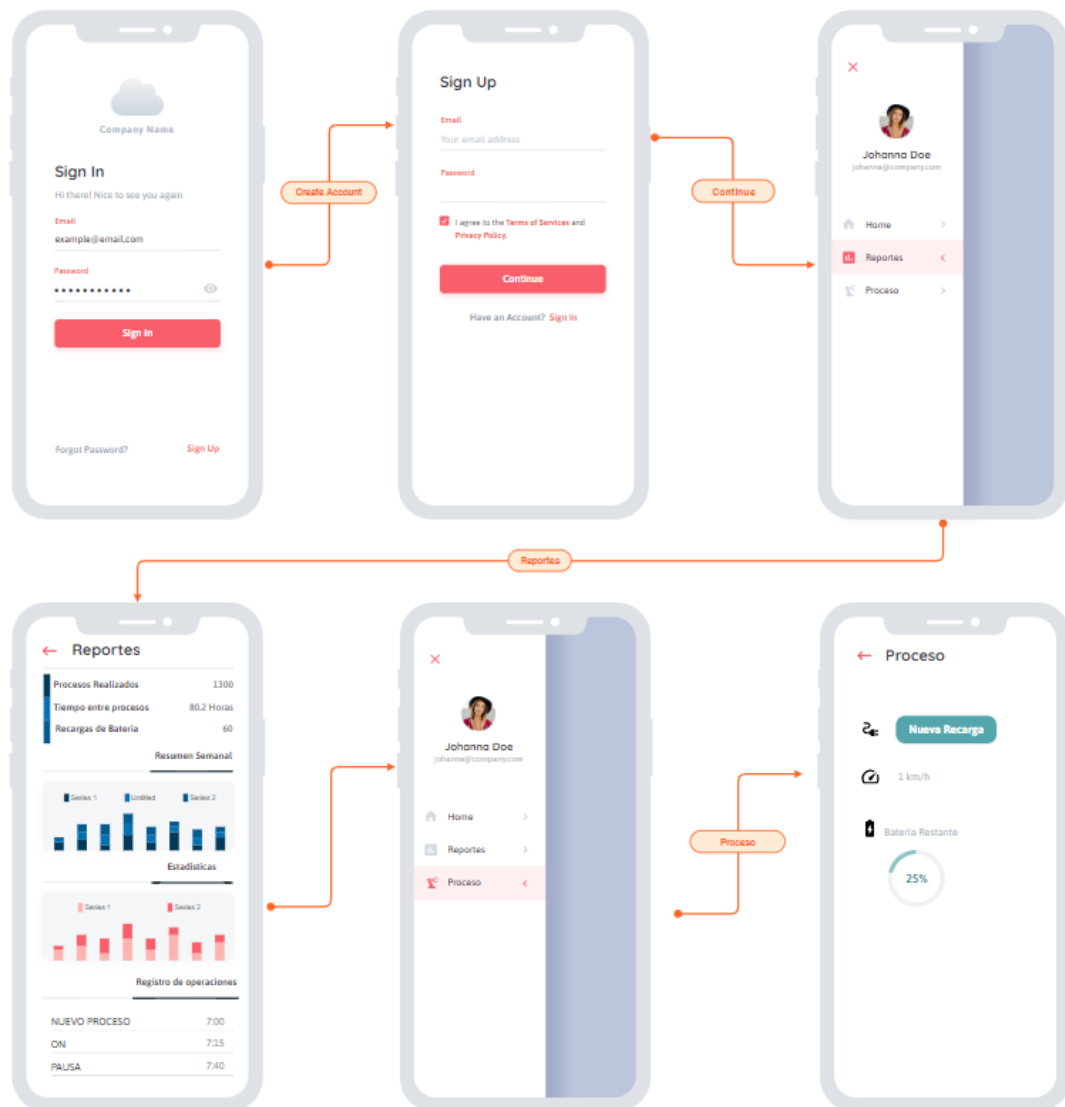 Company Name
Sign In
Hi there! Nice to see you again.
Email
example@email.com
Password
Sign In
Forgot Password?
Sign Up
Create Account
Sign Up
Email
Your email address
Password
I agree to the Terms of Services and
Privacy Policy.
Continue
Have an Account? Sign In
Continue
Johanna Doe
johanna@company.com
Home
Reportes
Proceso
Reportes
Reportes
Procesos Realizados 1300
Tiempo entre procesos 80.2 Horas
Recargas de Bateria 60
Resumen Semanal
Series 1 Untitled Series 2
Estadisticas
Series 1 Series 2
Registro de operaciones
NUEVO PROCESO 7:00
ON 7:15
PAUSA 7:40
Johanna Doe
johanna@company.com
Home
Reportes
Proceso
Proceso
Proceso
Nueva Recarga
1 km/h
Bateria Restante
25%